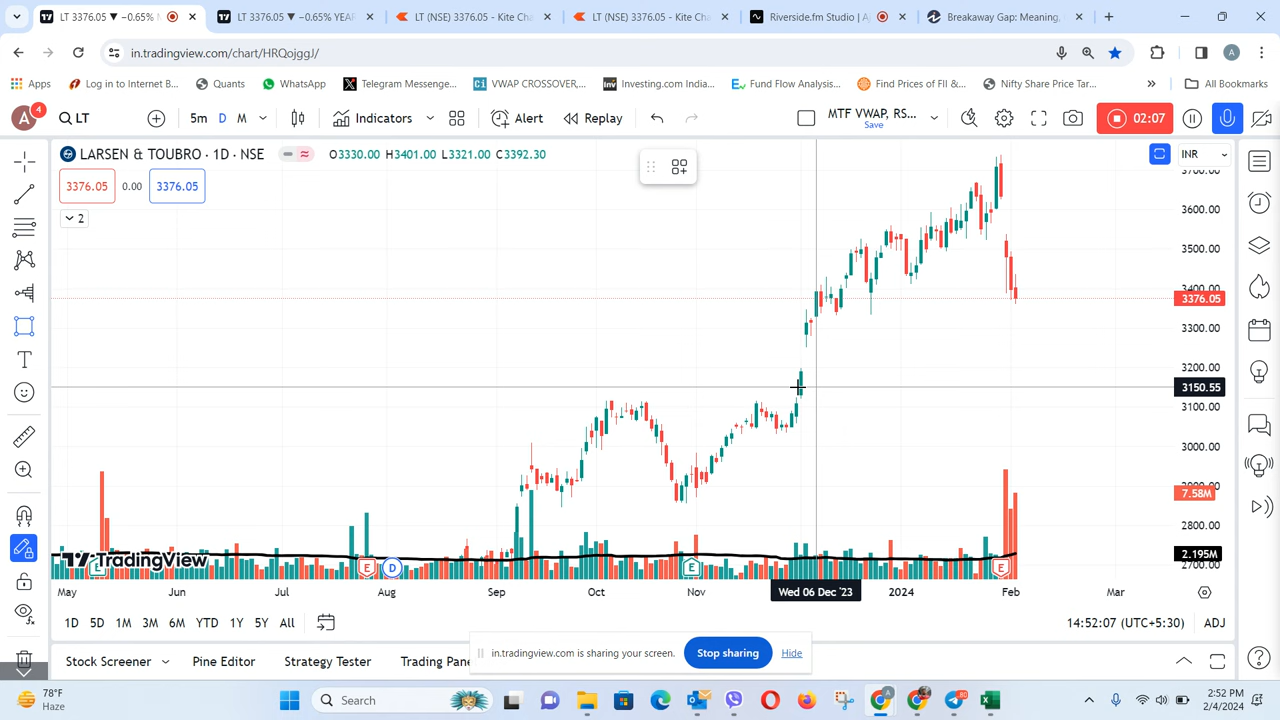 LT 3376.05 ▼ −0.65%
LT 3376.05 ▼ −0.65% YEAR
LT (NSE) 3376.05 - Kite Cha
LT (NSE) 3376.05 - Kite Cha
Riverside.fm Studio | A
Breakaway Gap: Meaning,
in.tradingview.com/chart/HRQojggJ/
A
Apps
Log in to Internet B...
Quants
WhatsApp
Telegram Messenge...
VWAP CROSSOVER,...
Investing.com India...
Fund Flow Analysis...
Find Prices of FII &...
Nifty Share Price Tar...
»
All Bookmarks
A
4
LT
5m
D
M
Indicators
Alert
Replay
MTF VWAP, RS...
Save
02:07
LARSEN & TOUBRO · 1D · NSE
O3330.00 H3401.00 L3321.00 C3392.30
INR
3376.05
0.00
3376.05
2
3700.00
3600.00
3500.00
3400.00
3376.05
3300.00
3200.00
3150.55
3100.00
3000.00
2900.00
7.58M
2800.00
2.195M
2700.00
TradingView
E
E
D
E
E
May
Jun
Jul
Aug
Sep
Oct
Nov
Wed 06 Dec '23
2024
Feb
Mar
1D
5D
1M
3M
6M
YTD
1Y
5Y
All
14:52:07 (UTC+5:30)
ADJ
in.tradingview.com is sharing your screen.
Stop sharing
Hide
Stock Screener
Pine Editor
Strategy Tester
Trading Pane
78°F
Haze
Search
80
2:52 PM
2/4/2024